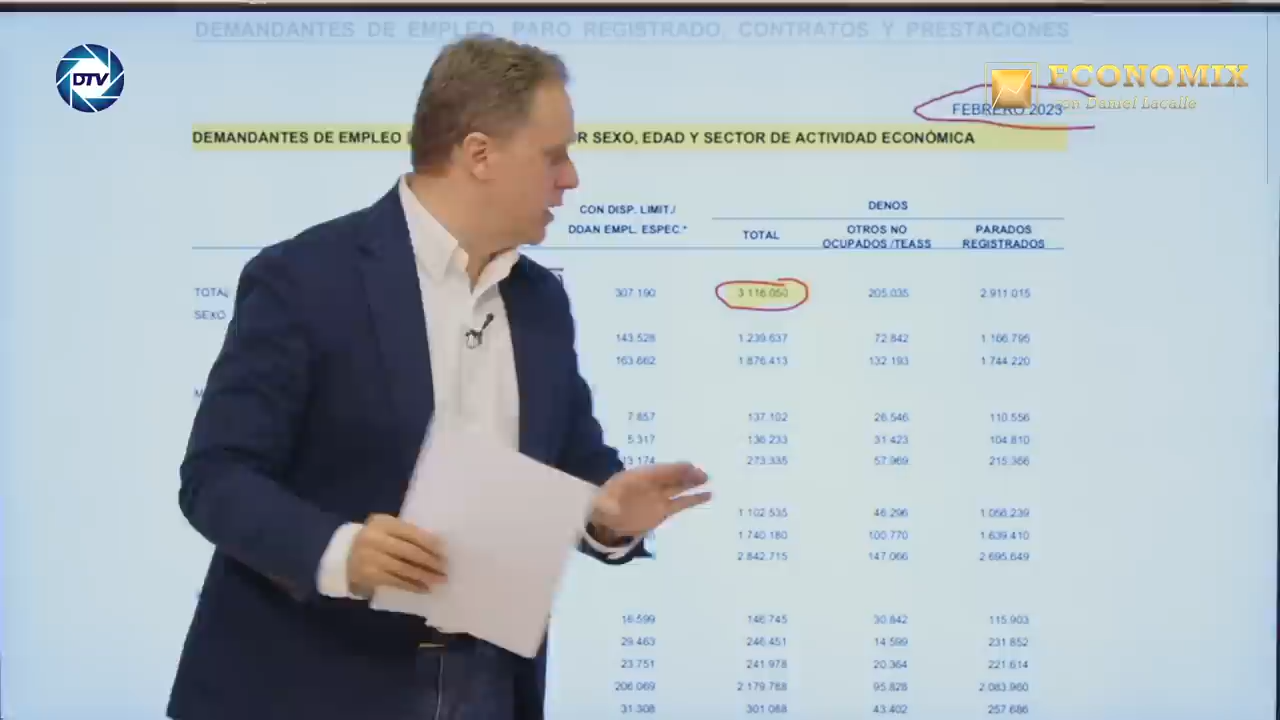 DEMANDANTES DE EMPLEO, PARO REGISTRADO, CONTRATOS Y PRESTACIONES
DTV
ECONOMIX
con Daniel Lacalle
FEBRERO 2023
DEMANDANTES DE EMPLEO
R SEXO, EDAD Y SECTOR DE ACTIVIDAD ECONÓMICA
CON DISP. LIMIT./
DDAN EMPL. ESPEC.*
DENOS
TOTAL
OTROS NO
OCUPADOS /TEASS
PARADOS
REGISTRADOS
TOTAL 307.190 3.116.050 205.035 2.911.015
SEXO
143.528 1.239.637 72.842 1.166.795
163.662 1.876.413 132.193 1.744.220
7.857 137.102 26.546 110.556
5.317 136.233 31.423 104.810
13.174 273.335 57.969 215.366
1.102.535 46.296 1.056.239
1.740.180 100.770 1.639.410
2.842.715 147.066 2.695.649
16.599 146.745 30.842 115.903
29.463 246.451 14.599 231.852
23.751 241.978 20.364 221.614
206.069 2.179.788 95.828 2.083.960
31.308 301.088 43.402 257.686